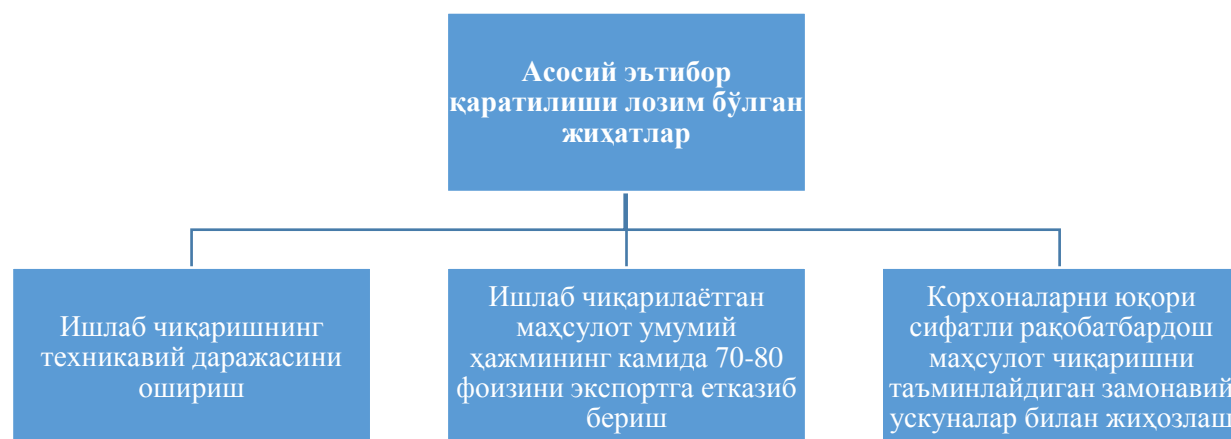 Асосий эътибор
қаратилиши лозим бўлган
жиҳатлар
Ишлаб чиқаришнинг
техникавий даражасини
ошириш
Ишлаб чиқарилаётган
маҳсулот умумий
ҳажмининг камида 70-80
фоизини экспортга етказиб
бериш
Корхоналарни юқори
сифатли рақобатбардош
маҳсулот чиқаришни
таъминлайдиган замонавий
ускуналар билан жиҳозлаш